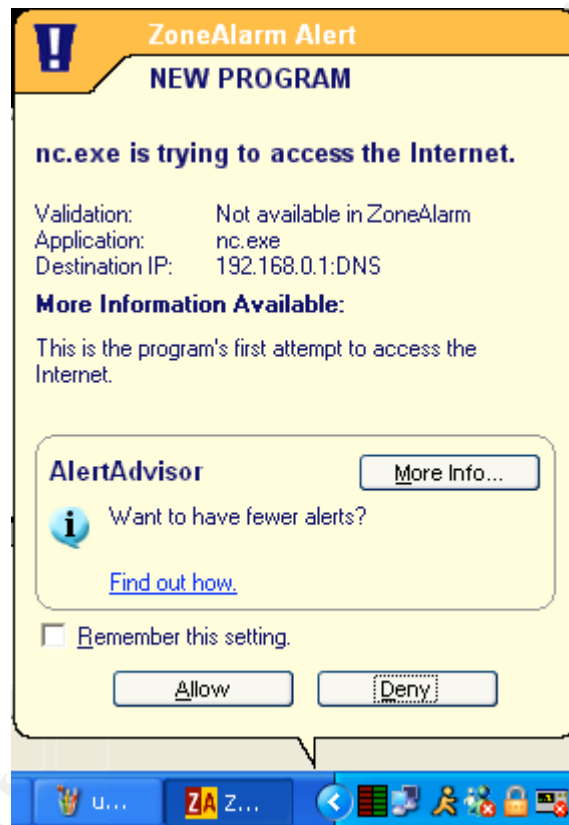 ZoneAlarm Alert
NEW PROGRAM
nc.exe is trying to access the Internet.
Validation: Not available in ZoneAlarm
Application: nc.exe
Destination IP: 192.168.0.1:DNS
More Information Available:
This is the program's first attempt to access the
Internet.
AlertAdvisor
More Info...
Want to have fewer alerts?
Find out how.
Remember this setting.
Allow Deny
u... ZA Z...